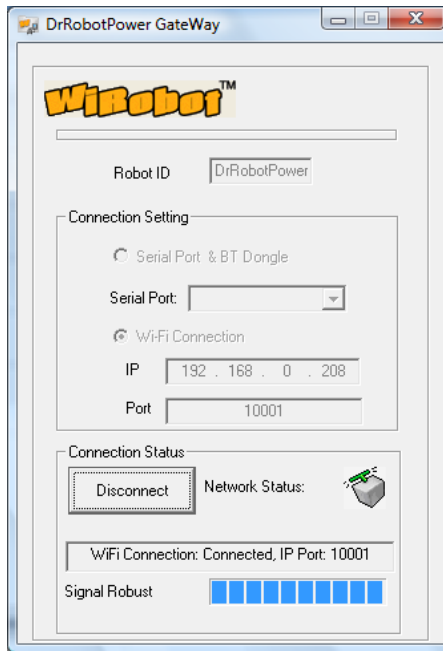 DrRobotPower GateWay
WiRobot™
Robot ID DrRobotPower
Connection Setting
Serial Port & BT Dongle
Serial Port:
Wi-Fi Connection
IP 192 . 168 . 0 . 208
Port 10001
Connection Status
Disconnect Network Status:
WiFi Connection: Connected, IP Port: 10001
Signal Robust